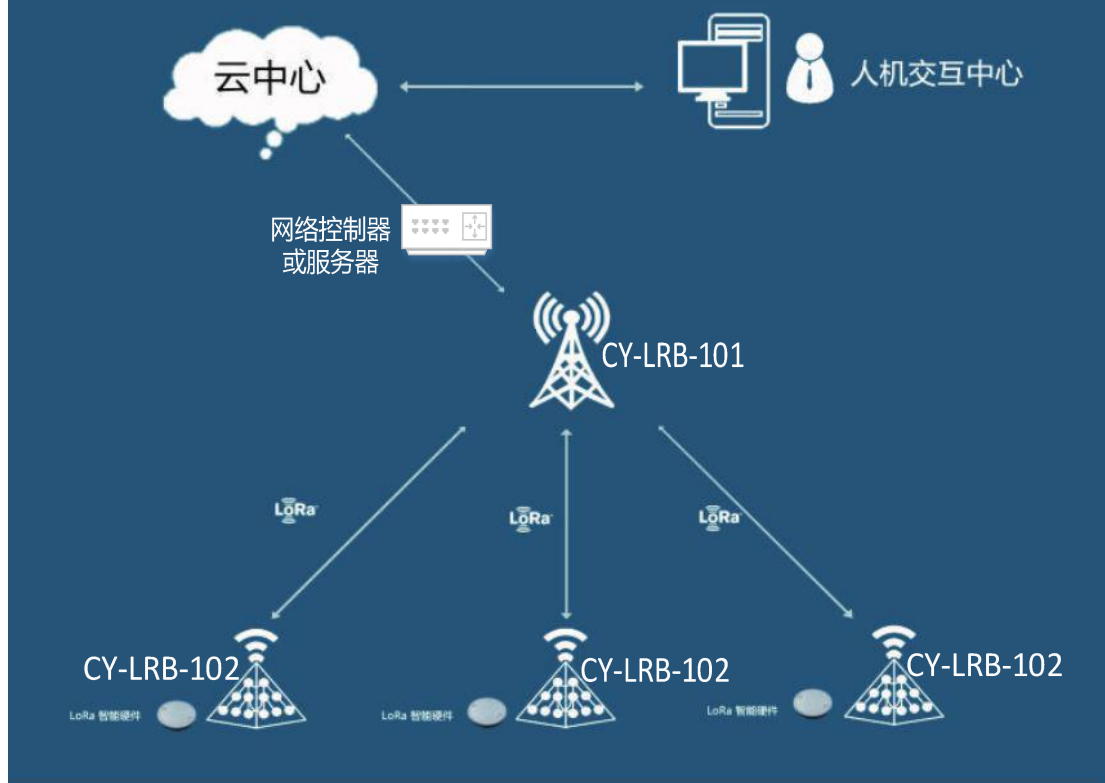 云中心
人机交互中心
网络控制器
或服务器
CY-LRB-101
LoRa
LoRa
LoRa
CY-LRB-102
CY-LRB-102
CY-LRB-102
LoRa 智能硬件
LoRa 智能硬件
LoRa 智能硬件